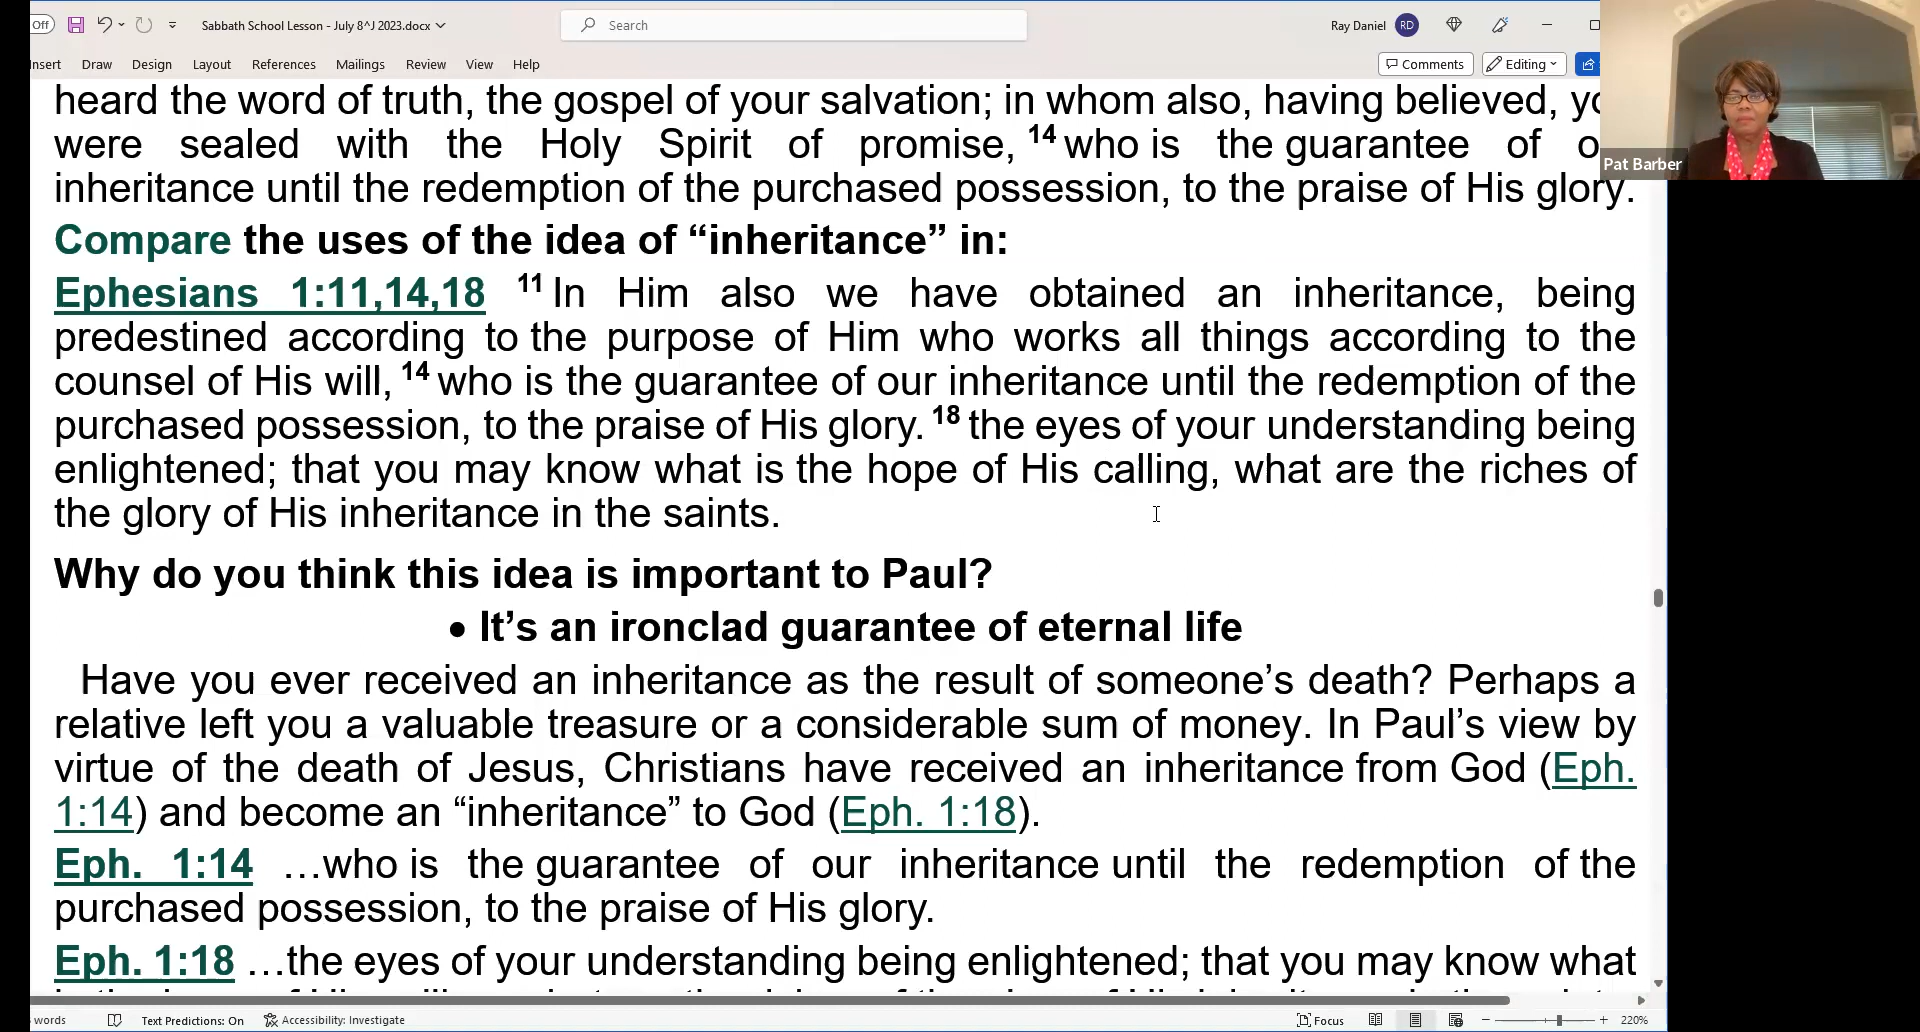 Off
Sabbath School Lesson - July 8^J 2023.docx
Search
Ray Daniel RD
nsert Draw Design Layout References Mailings Review View Help
Comments Editing
heard the word of truth, the gospel of your salvation; in whom also, having believed, yo
were sealed with the Holy Spirit of promise, 14 who is the guarantee of o
inheritance until the redemption of the purchased possession, to the praise of His glory.
Compare the uses of the idea of “inheritance” in:
Ephesians 1:11,14,18 11 In Him also we have obtained an inheritance, being
predestined according to the purpose of Him who works all things according to the
counsel of His will, 14 who is the guarantee of our inheritance until the redemption of the
purchased possession, to the praise of His glory. 18 the eyes of your understanding being
enlightened; that you may know what is the hope of His calling, what are the riches of
the glory of His inheritance in the saints.
Why do you think this idea is important to Paul?
• It’s an ironclad guarantee of eternal life
Have you ever received an inheritance as the result of someone’s death? Perhaps a
relative left you a valuable treasure or a considerable sum of money. In Paul’s view by
virtue of the death of Jesus, Christians have received an inheritance from God (Eph.
1:14) and become an “inheritance” to God (Eph. 1:18).
Eph. 1:14 …who is the guarantee of our inheritance until the redemption of the
purchased possession, to the praise of His glory.
Eph. 1:18 …the eyes of your understanding being enlightened; that you may know what
words Text Predictions: On Accessibility: Investigate
Focus 220%
Pat Barber